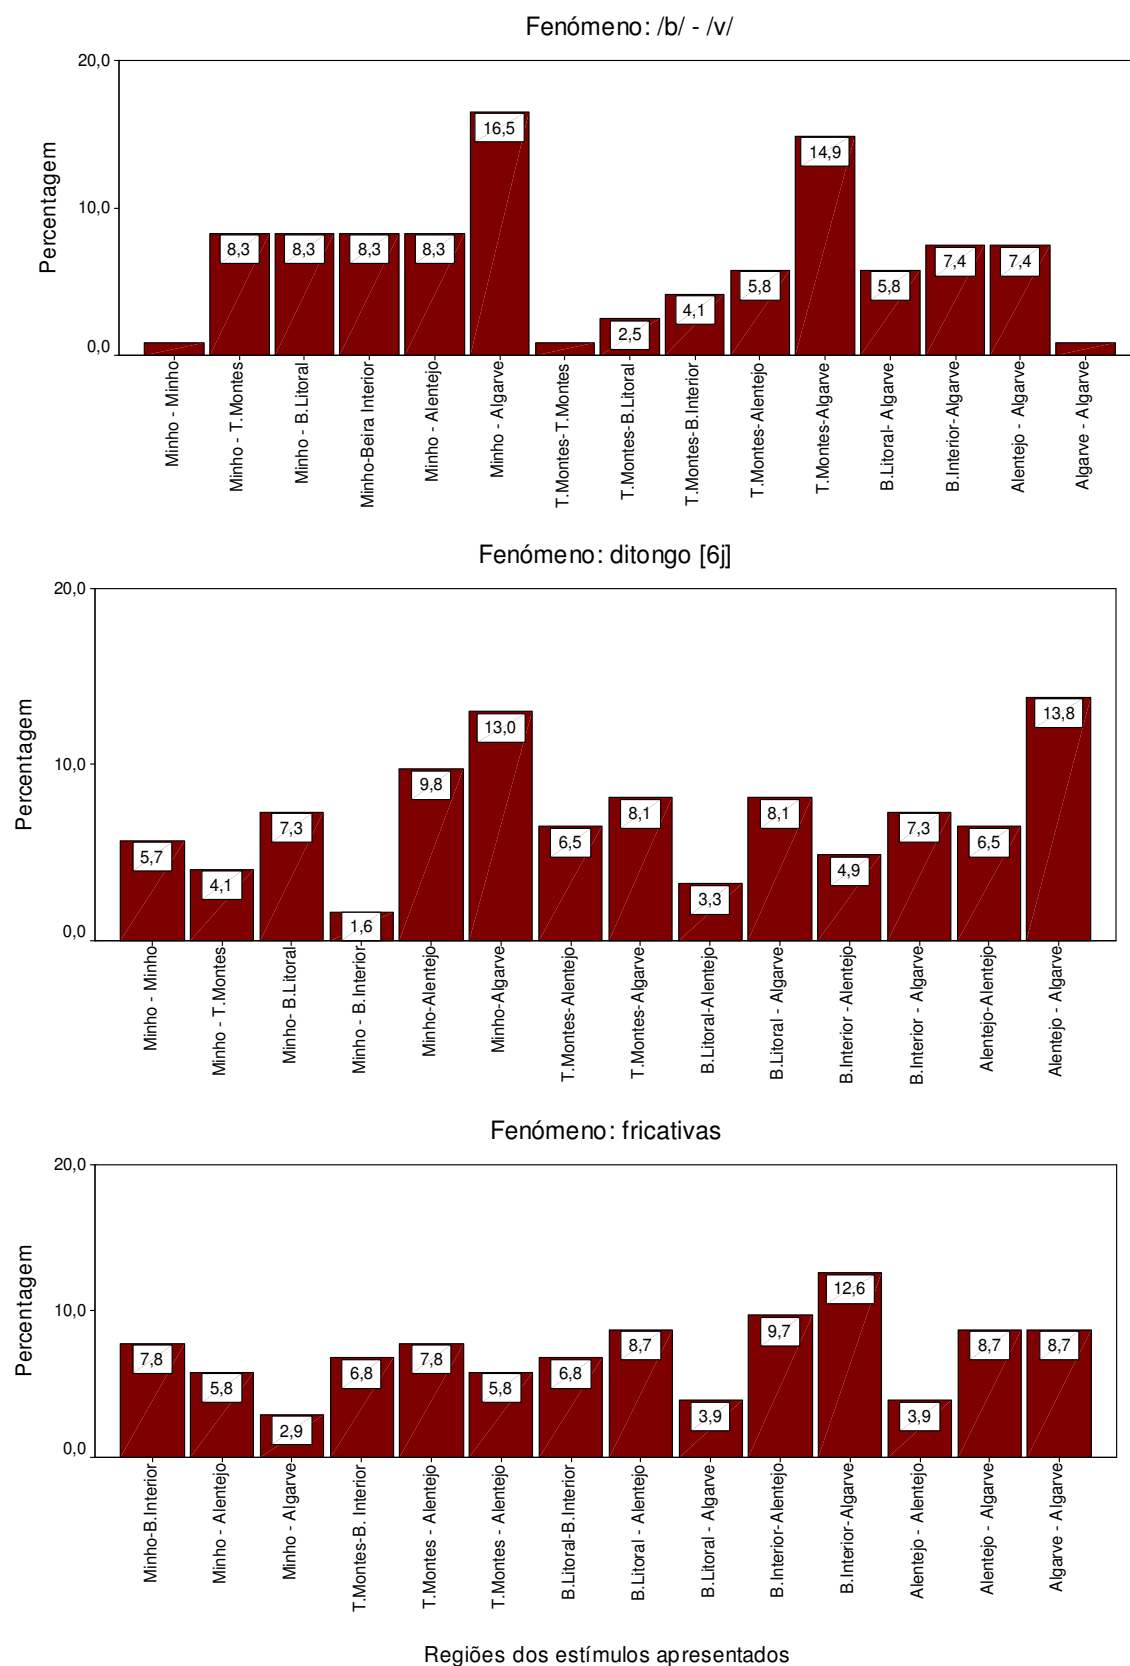 Fenómeno: /b/ - /v/
20,0
10,0
0,0
Percentagem
8,3
8,3
8,3
8,3
16,5
2,5
4,1
5,8
14,9
5,8
7,4
7,4
Minho - Minho
Minho - T.Montes
Minho - B.Litoral
Minho-Beira Interior
Minho - Alentejo
Minho - Algarve
T.Montes-T.Montes
T.Montes-B.Litoral
T.Montes-B.Interior
T.Montes-Alentejo
T.Montes-Algarve
B.Litoral- Algarve
B.Interior-Algarve
Alentejo - Algarve
Algarve - Algarve
Fenómeno: ditongo [6j]
20,0
10,0
0,0
Percentagem
5,7
4,1
7,3
1,6
9,8
13,0
6,5
8,1
3,3
8,1
4,9
7,3
6,5
13,8
Minho - Minho
Minho - T.Montes
Minho- B.Litoral
Minho - B.Interior
Minho-Alentejo
Minho-Algarve
T.Montes-Alentejo
T.Montes-Algarve
B.Litoral-Alentejo
B.Litoral - Algarve
B.Interior -Alentejo
B.Interior - Algarve
Alentejo-Alentejo
Alentejo - Algarve
Fenómeno: fricativas
20,0
10,0
0,0
Percentagem
7,8
5,8
2,9
6,8
7,8
5,8
6,8
8,7
3,9
9,7
12,6
3,9
8,7
8,7
Minho-B.Interior
Minho - Alentejo
Minho - Algarve
T.Montes-B. Interior
T.Montes - Alentejo
T.Montes - Alentejo
B.Litoral-B.Interior
B.Litoral - Alentejo
B.Litoral - Algarve
B.Interior-Alentejo
B.Interior-Algarve
Alentejo - Alentejo
Alentejo - Algarve
Algarve - Algarve
Regiões dos estímulos apresentados